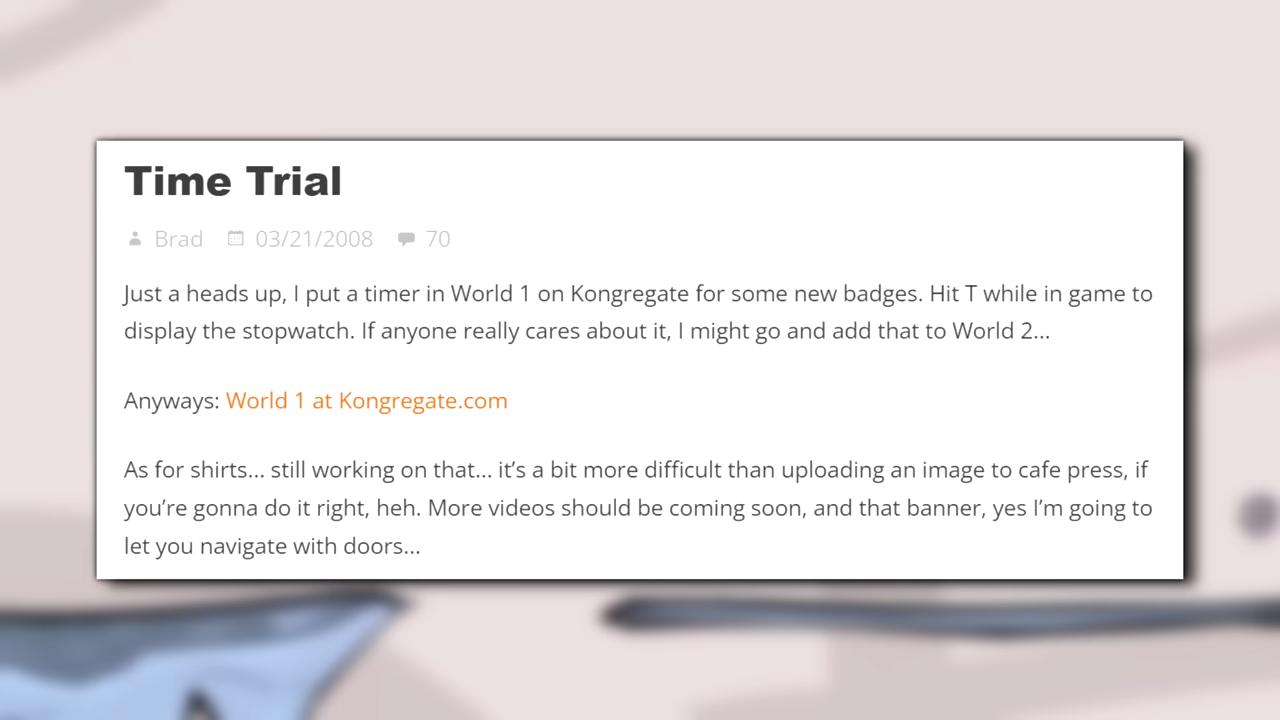 Time Trial
Brad 03/21/2008 70
Just a heads up, I put a timer in World 1 on Kongregate for some new badges. Hit T while in game to
display the stopwatch. If anyone really cares about it, I might go and add that to World 2...
Anyways: World 1 at Kongregate.com
As for shirts... still working on that... it’s a bit more difficult than uploading an image to cafe press, if
you’re gonna do it right, heh. More videos should be coming soon, and that banner, yes I’m going to
let you navigate with doors...